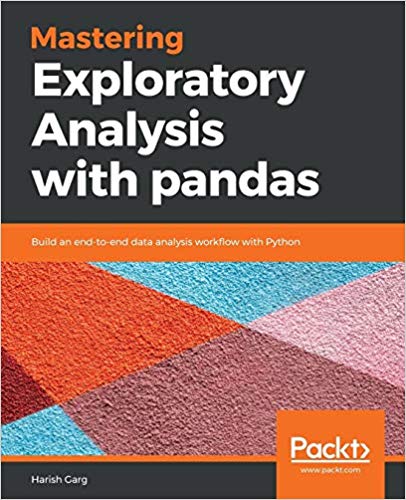 Mastering
Exploratory
Analysis
with pandas
Build an end-to-end data analysis workflow with Python
Packt>
www.packt.com
Harish Garg